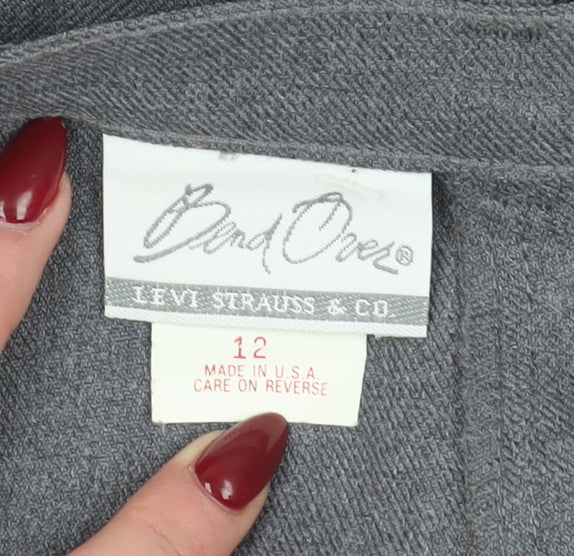 Bend Over®
LEVI STRAUSS & CO.
12
MADE IN U.S.A
CARE ON REVERSE